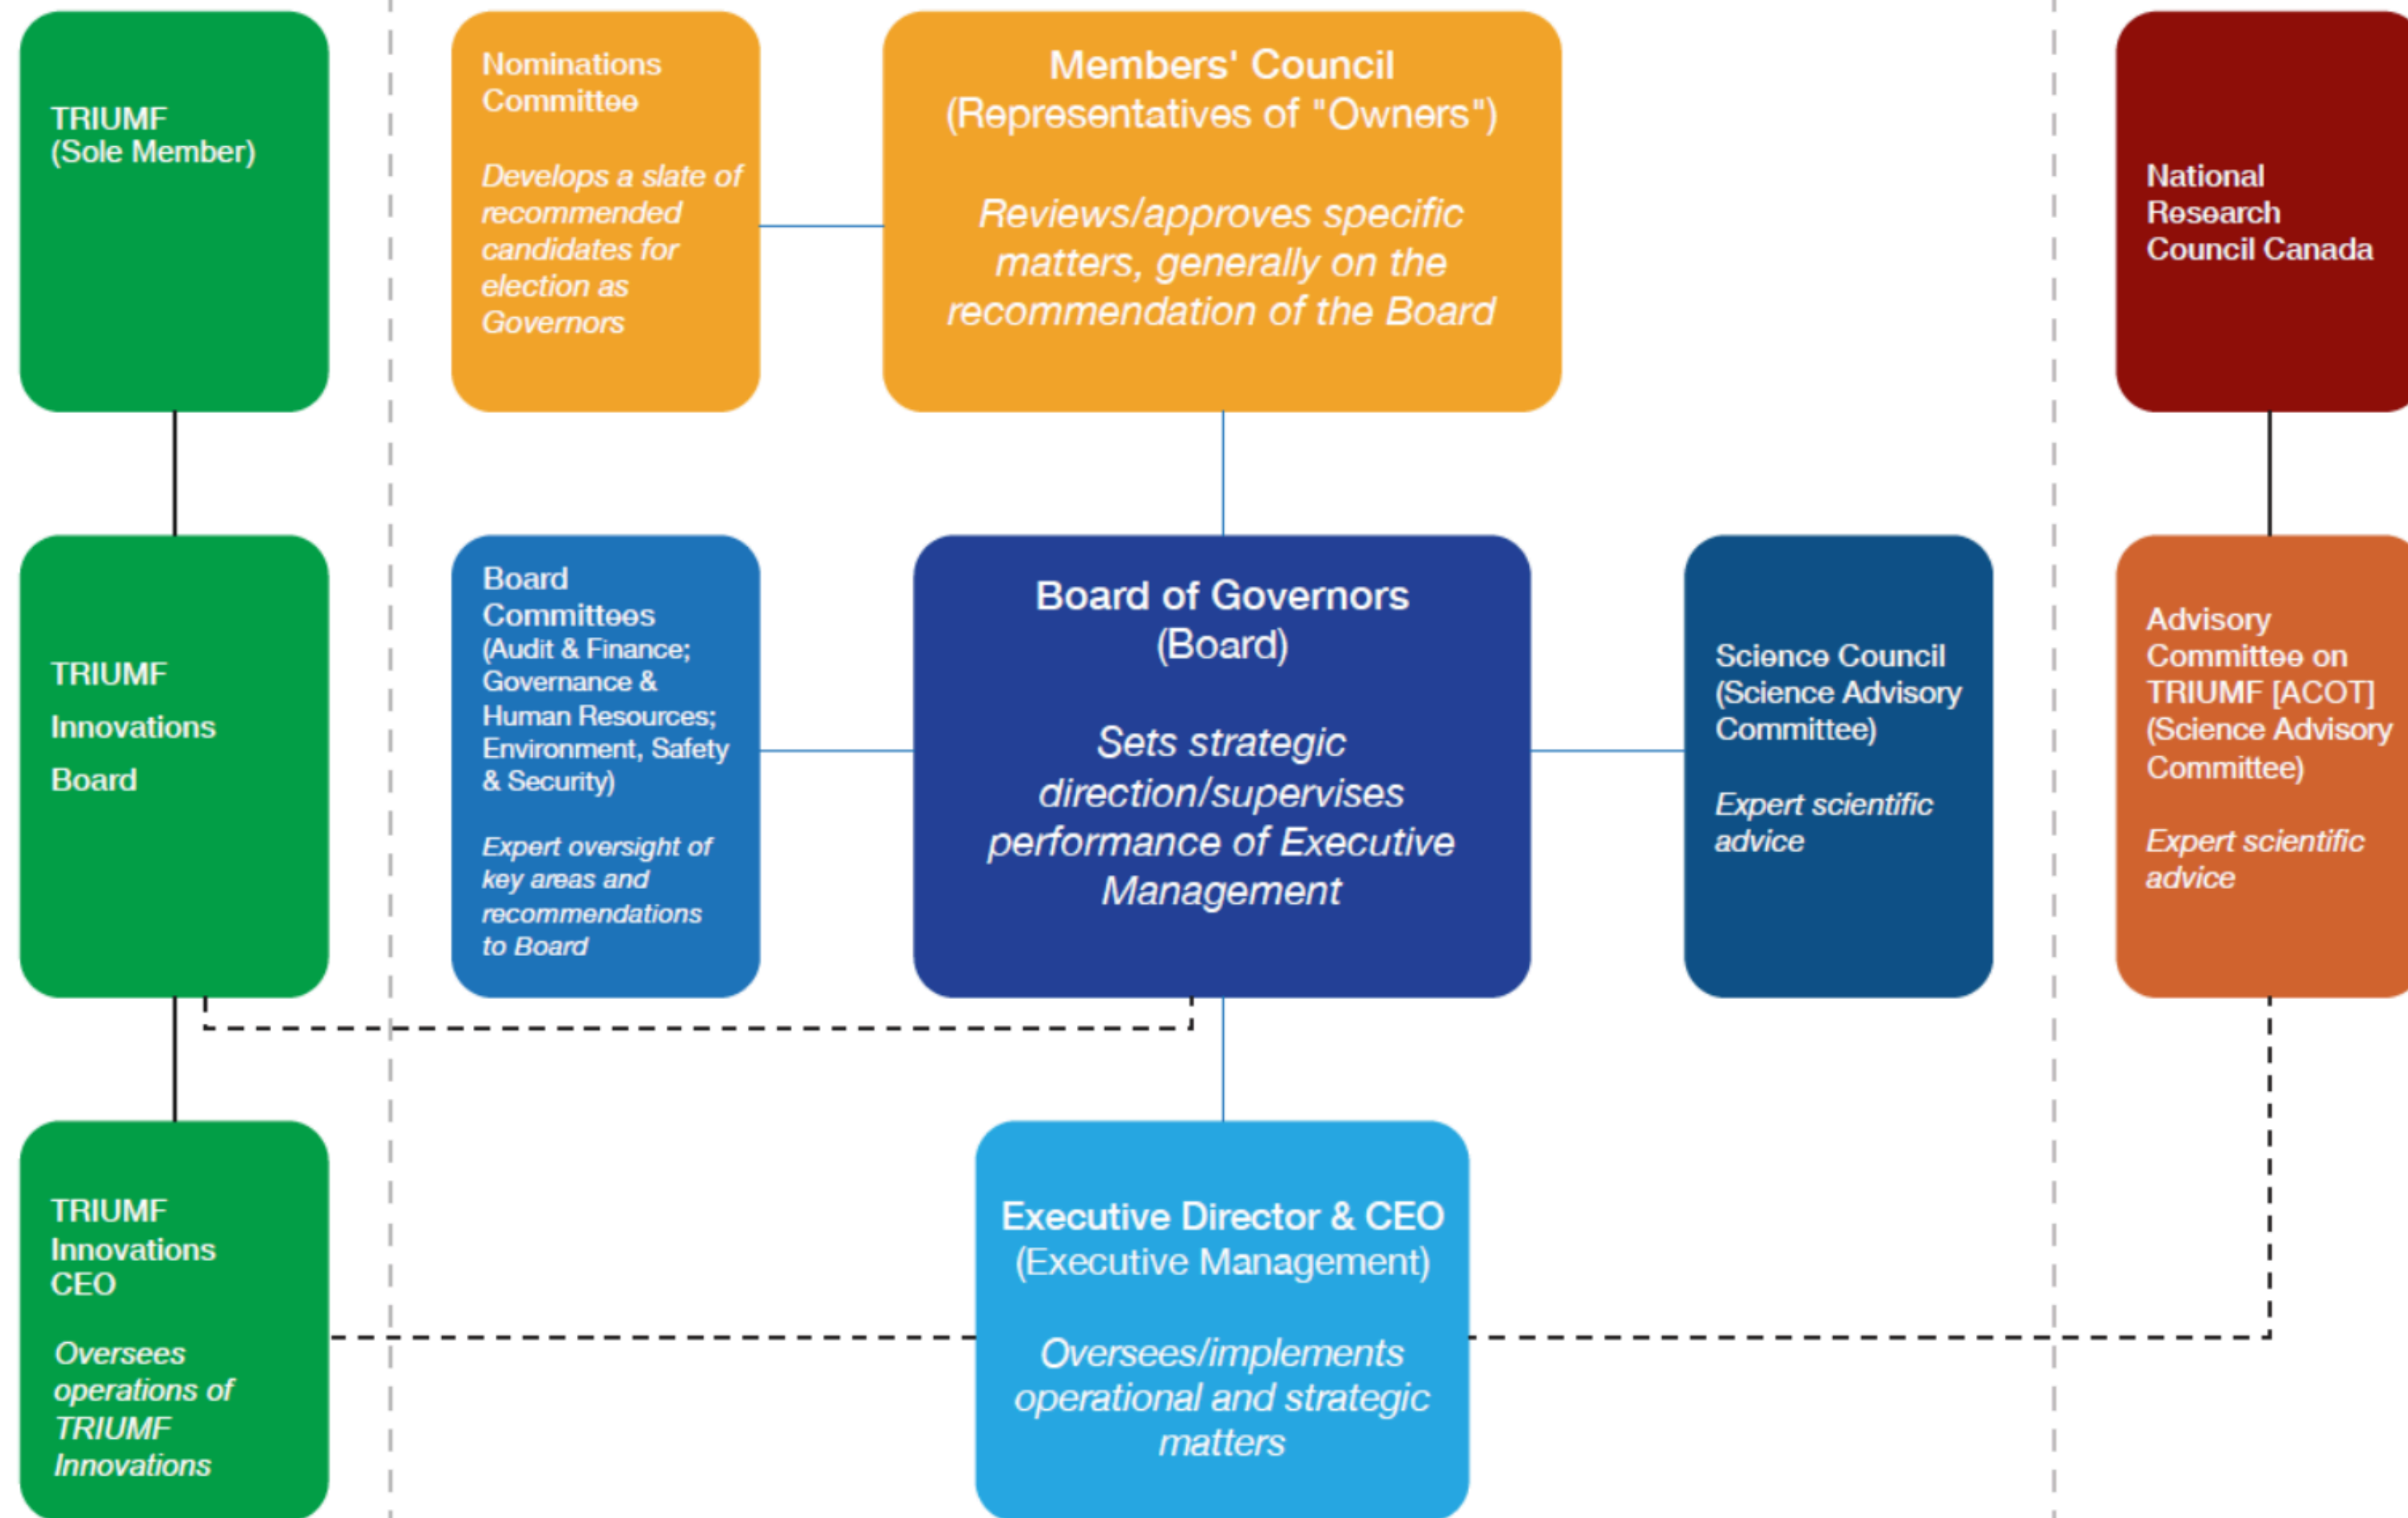 TRIUMF
(Sole Member)
Nominations
Committee
Develops a slate of
recommended
candidates for
election as
Governors
Members' Council
(Representatives of "Owners")
Reviews/approves specific
matters, generally on the
recommendation of the Board
National
Research
Council Canada
TRIUMF
Innovations
Board
Board
Committees
(Audit & Finance;
Governance &
Human Resources;
Environment, Safety
& Security)
Expert oversight of
key areas and
recommendations
to Board
Board of Governors
(Board)
Sets strategic
direction/supervises
performance of Executive
Management
Science Council
(Science Advisory
Committee)
Expert scientific
advice
Advisory
Committee on
TRIUMF [ACOT]
(Science Advisory
Committee)
Expert scientific
advice
TRIUMF
Innovations
CEO
Oversees
operations of
TRIUMF
Innovations
Executive Director & CEO
(Executive Management)
Oversees/implements
operational and strategic
matters